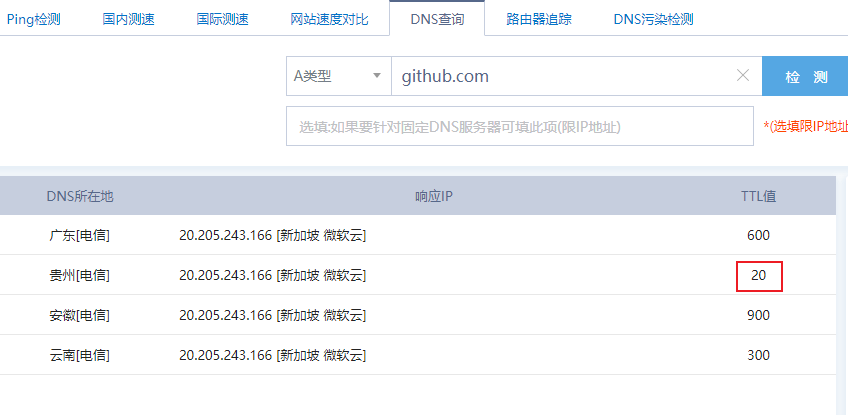 Ping检测 国内测速 国际测速 网站速度对比 DNS查询 路由器追踪 DNS污染检测
A类型 github.com 检 测
选填:如果要针对固定DNS服务器可填此项(限IP地址) *(选填限IP地址
DNS所在地 响应IP TTL值
广东[电信] 20.205.243.166 [新加坡 微软云] 600
贵州[电信] 20.205.243.166 [新加坡 微软云] 20
安徽[电信] 20.205.243.166 [新加坡 微软云] 900
云南[电信] 20.205.243.166 [新加坡 微软云] 300